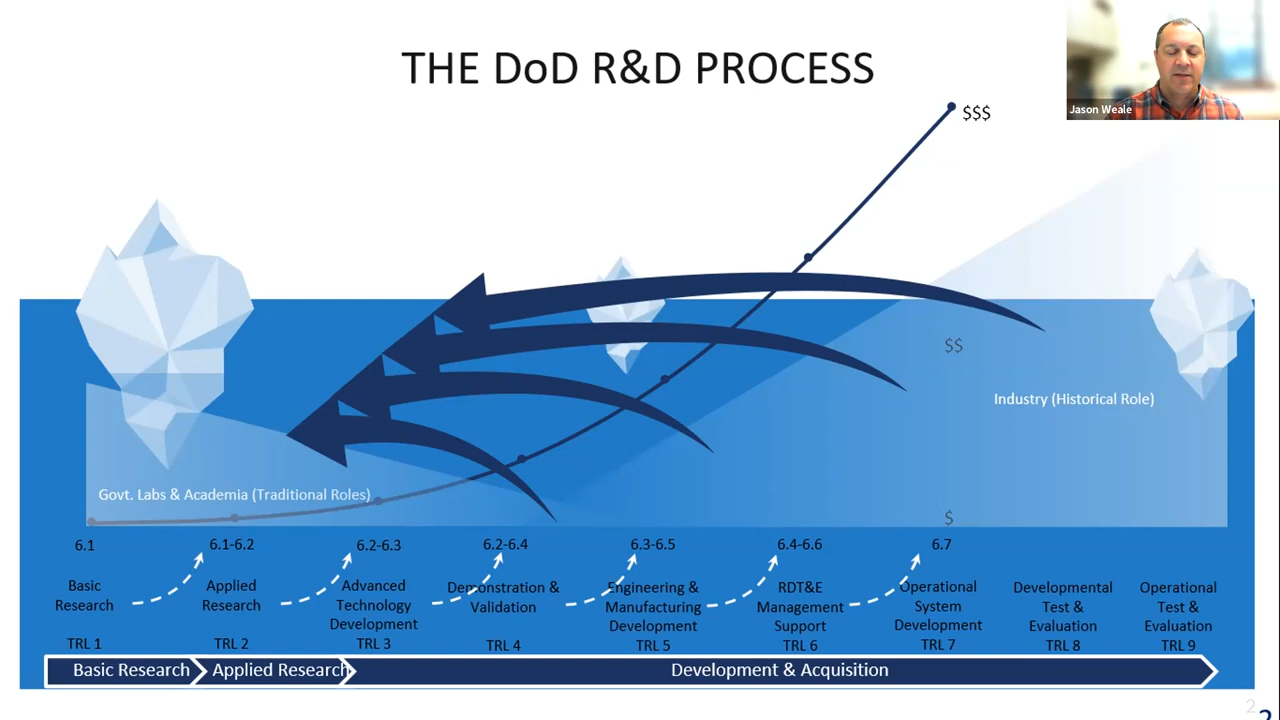 THE DoD R&D PROCESS
Jason Weale
$$$
$$
Industry (Historical Role)
Govt. Labs & Academia (Traditional Roles)
$
6.1
6.1-6.2
6.2-6.3
6.2-6.4
6.3-6.5
6.4-6.6
6.7
Basic
Research
TRL 1
Applied
Research
TRL 2
Advanced
Technology
Development
TRL 3
Demonstration &
Validation
TRL 4
Engineering &
Manufacturing
Development
TRL 5
RDT&E
Management
Support
TRL 6
Operational
System
Development
TRL 7
Developmental
Test &
Evaluation
TRL 8
Operational
Test &
Evaluation
TRL 9
Basic Research
Applied Research
Development & Acquisition
2
2